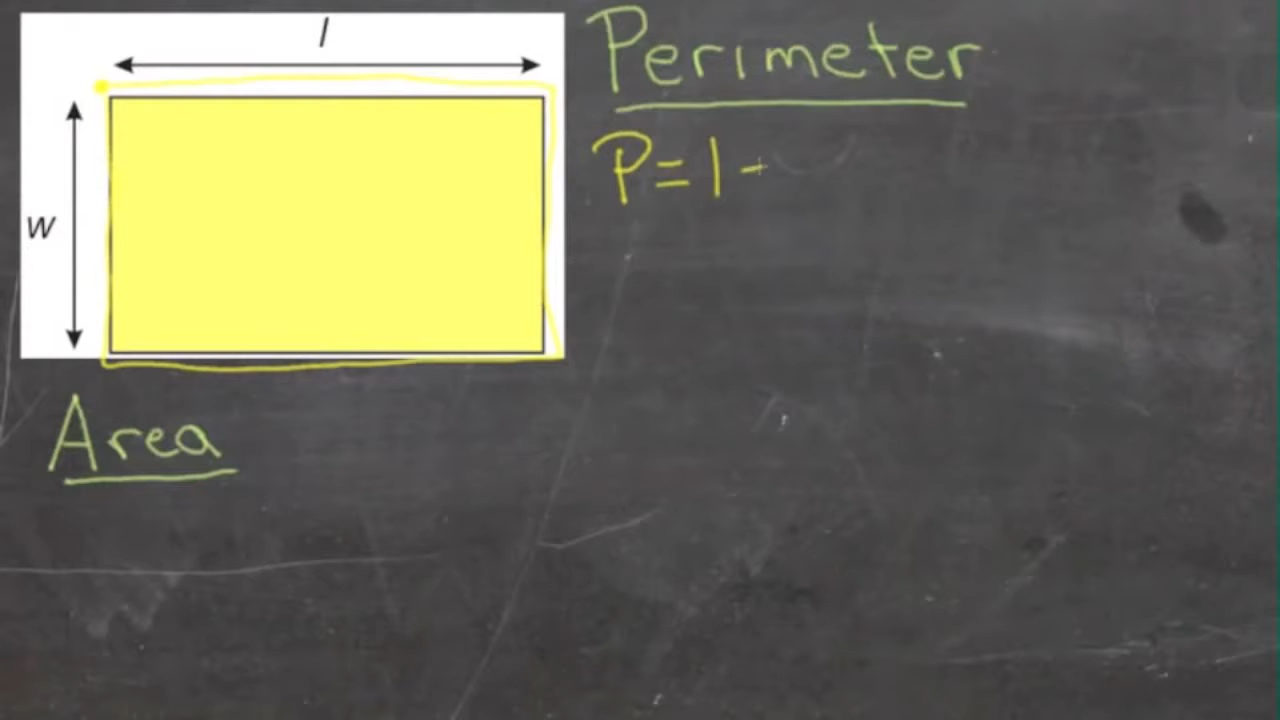 l
Perimeter
P = l +
w
Area